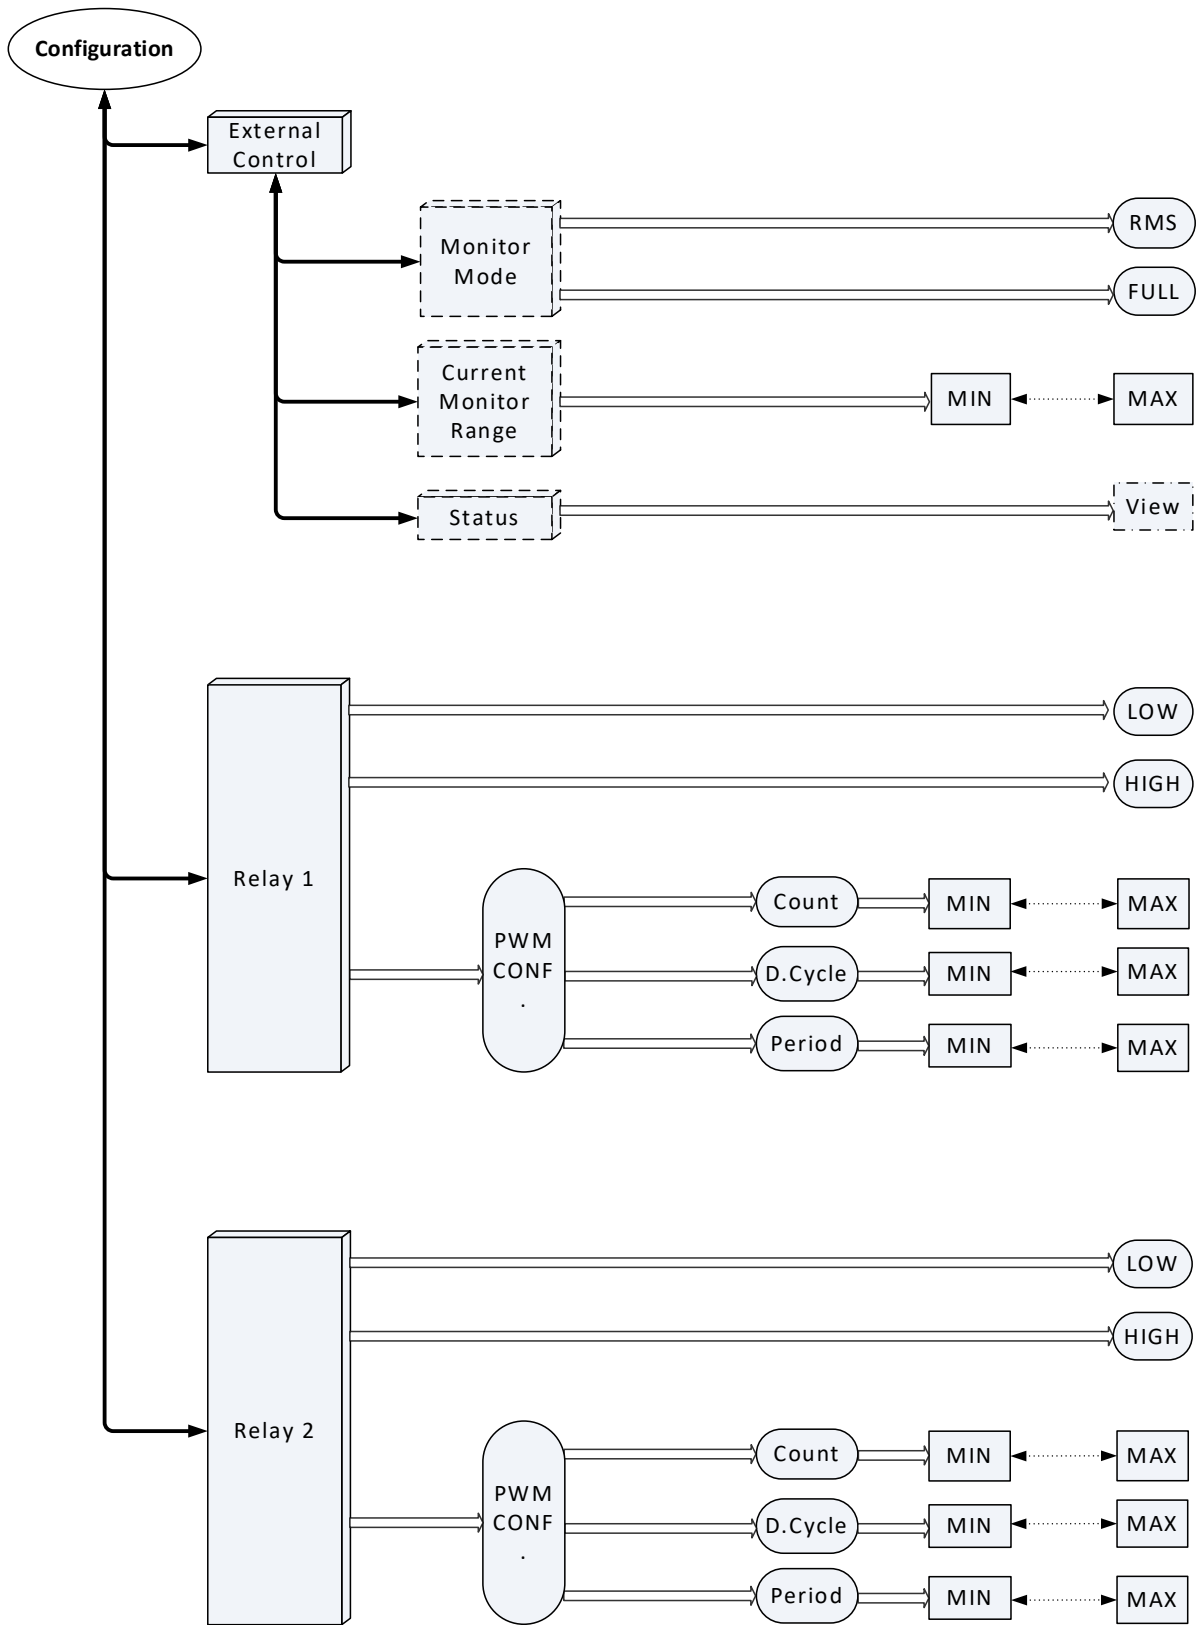 Configuration
External
Control
Monitor
Mode
RMS
FULL
Current
Monitor
Range
MIN
MAX
Status
View
Relay 1
LOW
HIGH
PWM
CONF
.
Count
MIN
MAX
D.Cycle
MIN
MAX
Period
MIN
MAX
Relay 2
LOW
HIGH
PWM
CONF
.
Count
MIN
MAX
D.Cycle
MIN
MAX
Period
MIN
MAX